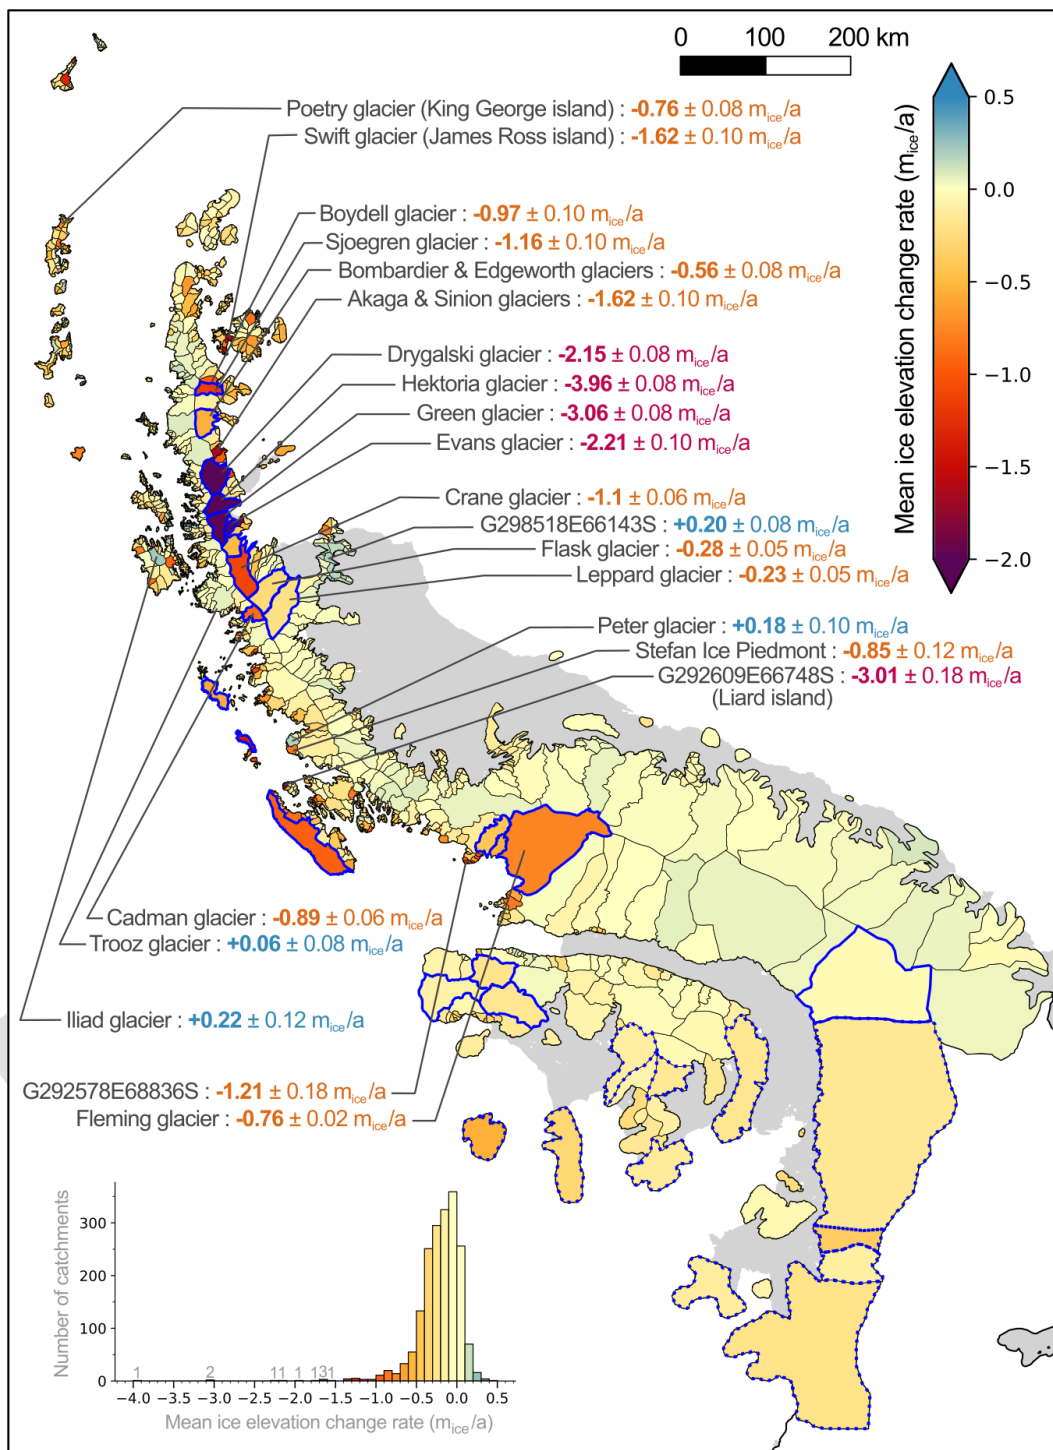 0 100 200 km
Mean ice elevation change rate (mice/a)
0.5
0.0
−0.5
−1.0
−1.5
−2.0
Poetry glacier (King George island) : -0.76 ± 0.08 mice/a
Swift glacier (James Ross island) : -1.62 ± 0.10 mice/a
Boydell glacier : -0.97 ± 0.10 mice/a
Sjoegren glacier : -1.16 ± 0.10 mice/a
Bombardier & Edgeworth glaciers : -0.56 ± 0.08 mice/a
Akaga & Sinion glaciers : -1.62 ± 0.10 mice/a
Drygalski glacier : -2.15 ± 0.08 mice/a
Hektoria glacier : -3.96 ± 0.08 mice/a
Green glacier : -3.06 ± 0.08 mice/a
Evans glacier : -2.21 ± 0.10 mice/a
Crane glacier : -1.1 ± 0.06 mice/a
G298518E66143S : +0.20 ± 0.08 mice/a
Flask glacier : -0.28 ± 0.05 mice/a
Leppard glacier : -0.23 ± 0.05 mice/a
Peter glacier : +0.18 ± 0.10 mice/a
Stefan Ice Piedmont : -0.85 ± 0.12 mice/a
G292609E66748S : -3.01 ± 0.18 mice/a
(Liard island)
Cadman glacier : -0.89 ± 0.06 mice/a
Trooz glacier : +0.06 ± 0.08 mice/a
Iliad glacier : +0.22 ± 0.12 mice/a
G292578E68836S : -1.21 ± 0.18 mice/a
Fleming glacier : -0.76 ± 0.02 mice/a
Number of catchments
300
200
100
0
1 2 11 1 131
−4.0 −3.5 −3.0 −2.5 −2.0 −1.5 −1.0 −0.5 0.0 0.5
Mean ice elevation change rate (mice/a)